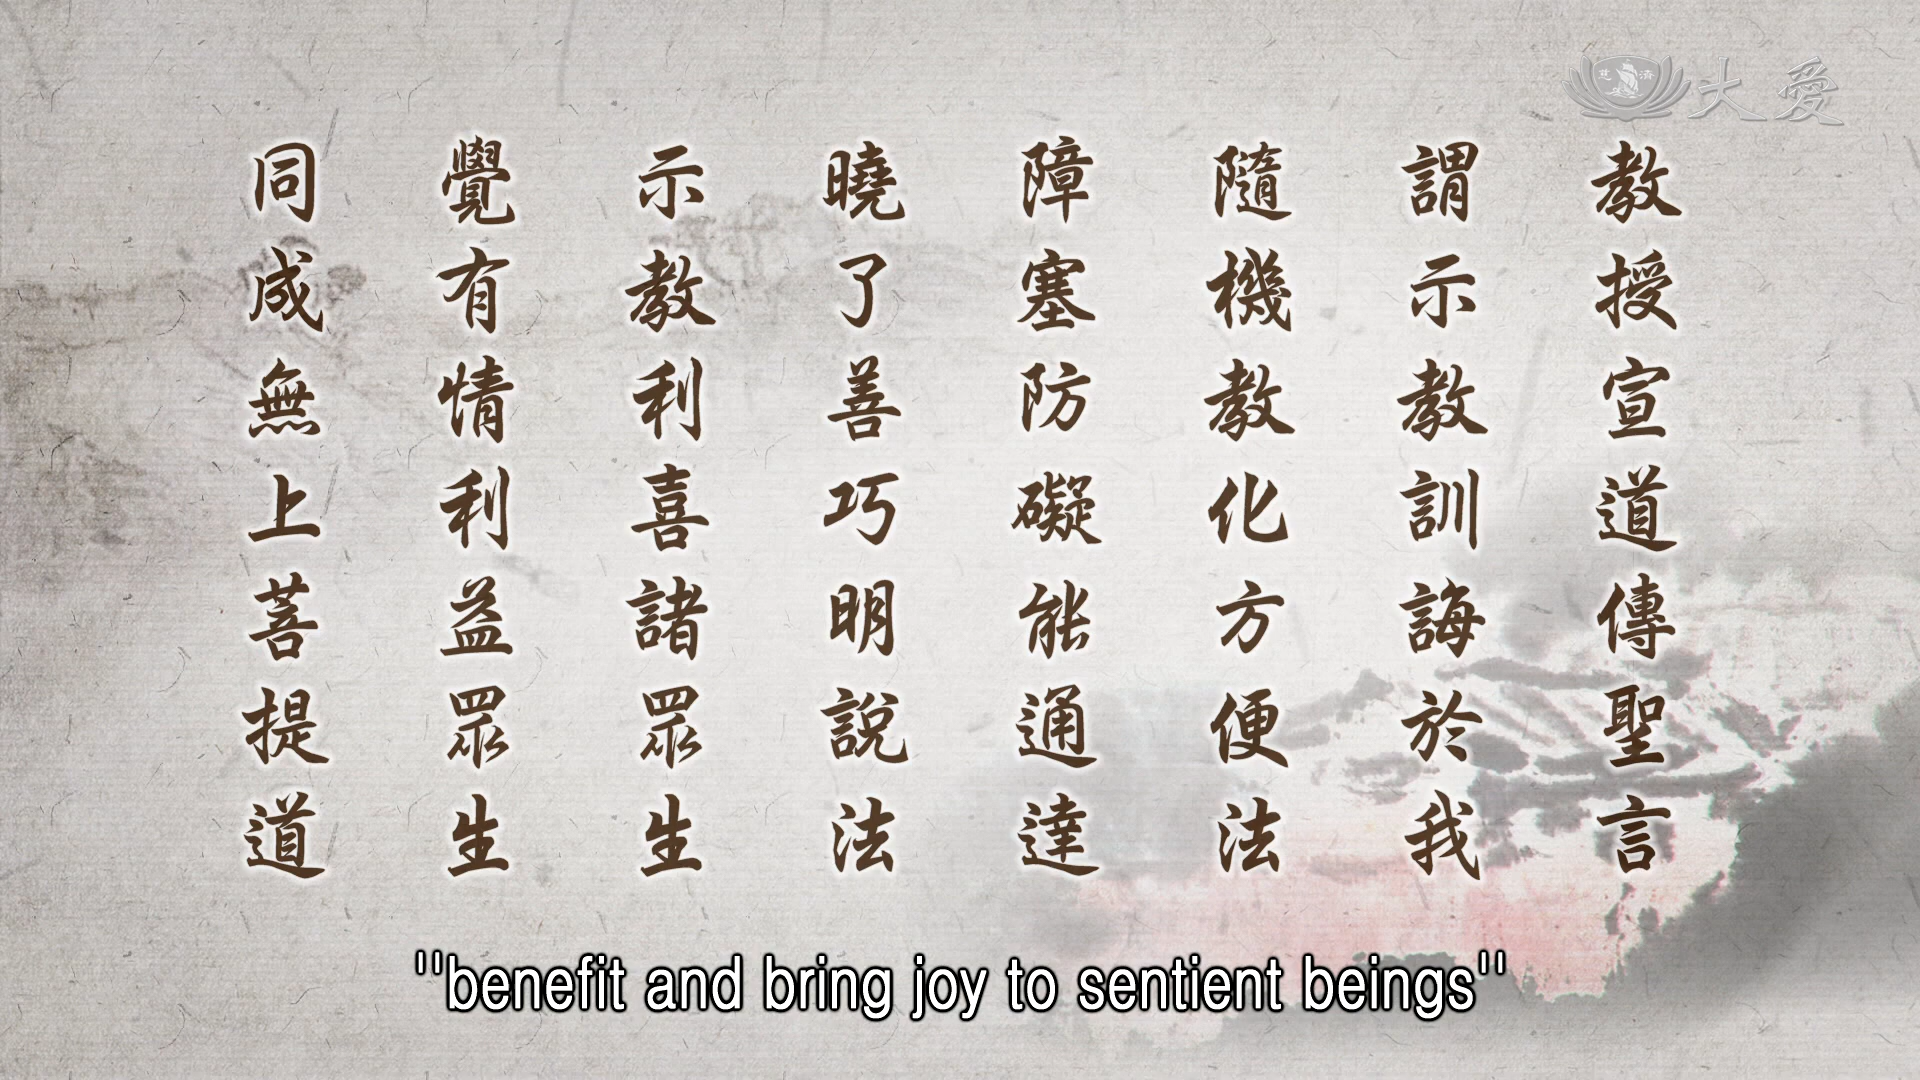 大愛
慈濟
教授宣道傳聖言
謂示教訓誨於我
隨機教化方便法
障塞防礙能通達
曉了善巧明說法
示教利喜諸眾生
覺有情利益眾生
同成無上菩提道
"benefit and bring joy to sentient beings"